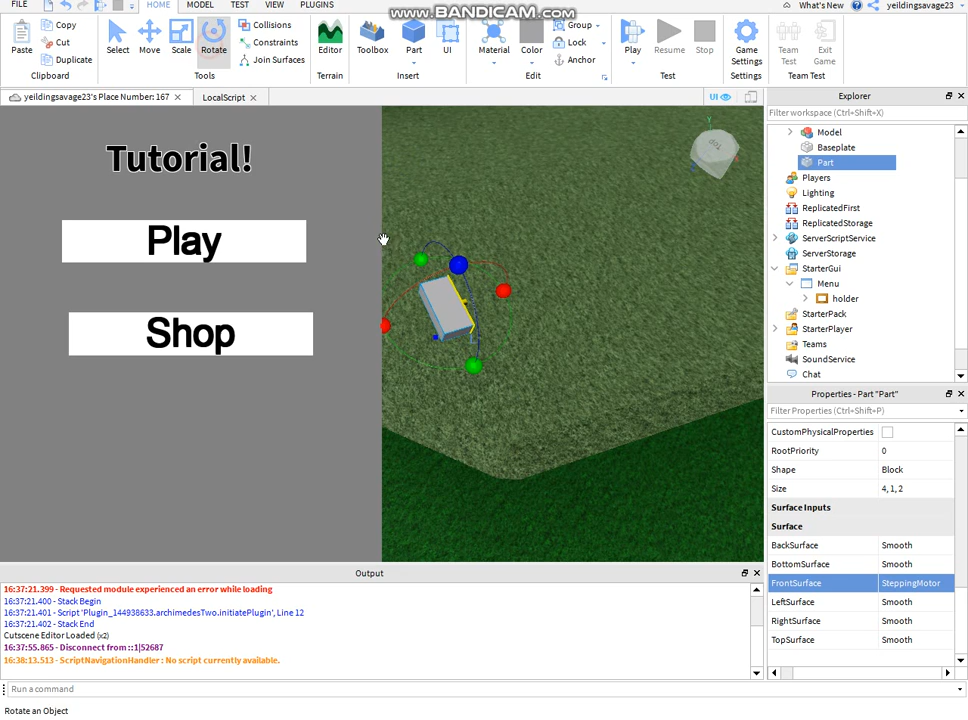 FILE
HOME
MODEL
TEST
VIEW
PLUGINS
www.BANDICAM.com
What's New
yeildingsavage23
Paste
Copy
Cut
Duplicate
Clipboard
Select
Move
Scale
Rotate
Collisions
Constraints
Join Surfaces
Tools
Editor
Terrain
Toolbox
Part
UI
Insert
Material
Color
Group
Lock
Anchor
Edit
Play
Resume
Stop
Test
Game Settings
Settings
Team Test
Exit Game
Team Test
yeildingsavage23's Place Number: 167
LocalScript
UI
Tutorial!
Play
Shop
Y
TOP
Explorer
Filter workspace (Ctrl+Shift+X)
Model
Baseplate
Part
Players
Lighting
ReplicatedFirst
ReplicatedStorage
ServerScriptService
ServerStorage
StarterGui
Menu
holder
StarterPack
StarterPlayer
Teams
SoundService
Chat
Properties - Part "Part"
Filter Properties (Ctrl+Shift+P)
CustomPhysicalProperties
RootPriority 0
Shape Block
Size 4, 1, 2
Surface Inputs
Surface
BackSurface Smooth
BottomSurface Smooth
FrontSurface SteppingMotor
LeftSurface Smooth
RightSurface Smooth
TopSurface Smooth
Output
16:37:21.399 - Requested module experienced an error while loading
16:37:21.400 - Stack Begin
16:37:21.401 - Script 'Plugin_144938633.archimedesTwo.initiatePlugin', Line 12
16:37:21.402 - Stack End
Cutscene Editor Loaded (x2)
16:37:55.865 - Disconnect from ::1|52687
16:38:13.513 - ScriptNavigationHandler : No script currently available.
Run a command
Rotate an Object